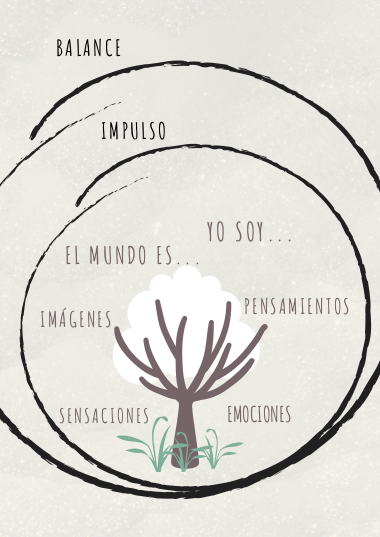 BALANCE
IMPULSO
YO SOY...
EL MUNDO ES...
IMÁGENES
PENSAMIENTOS
SENSACIONES
EMOCIONES